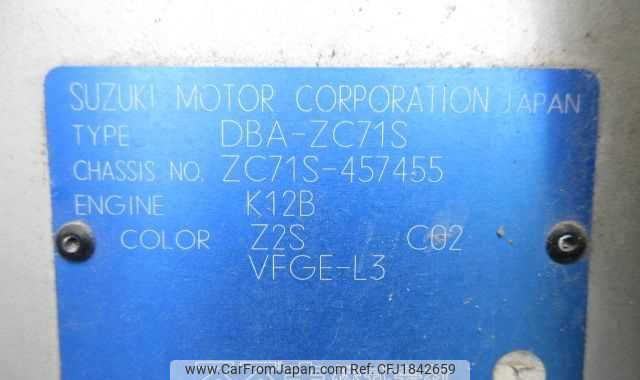 SUZUKI MOTOR CORPORATION JAPAN
TYPE DBA-ZC71S
CHASSIS NO. ZC71S-457455
ENGINE K12B
COLOR Z2S C02
VFGE-L3
www.CarFromJapan.com - ID: CFJ1842659